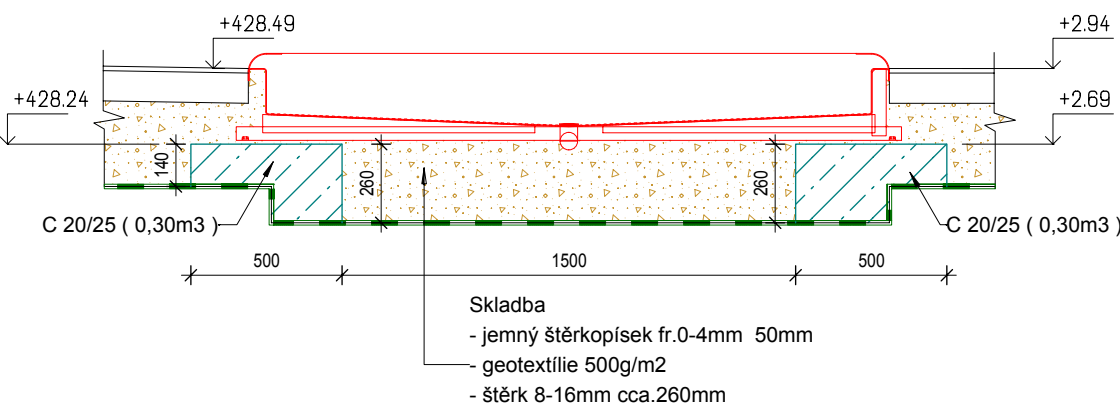 +428.49
+2.94
+428.24
+2.69
140
260
260
C 20/25 ( 0,30m3 )
C 20/25 ( 0,30m3 )
500
1500
500
Skladba
- jemný štěrkopísek fr.0-4mm 50mm
- geotextílie 500g/m2
- štěrk 8-16mm cca.260mm